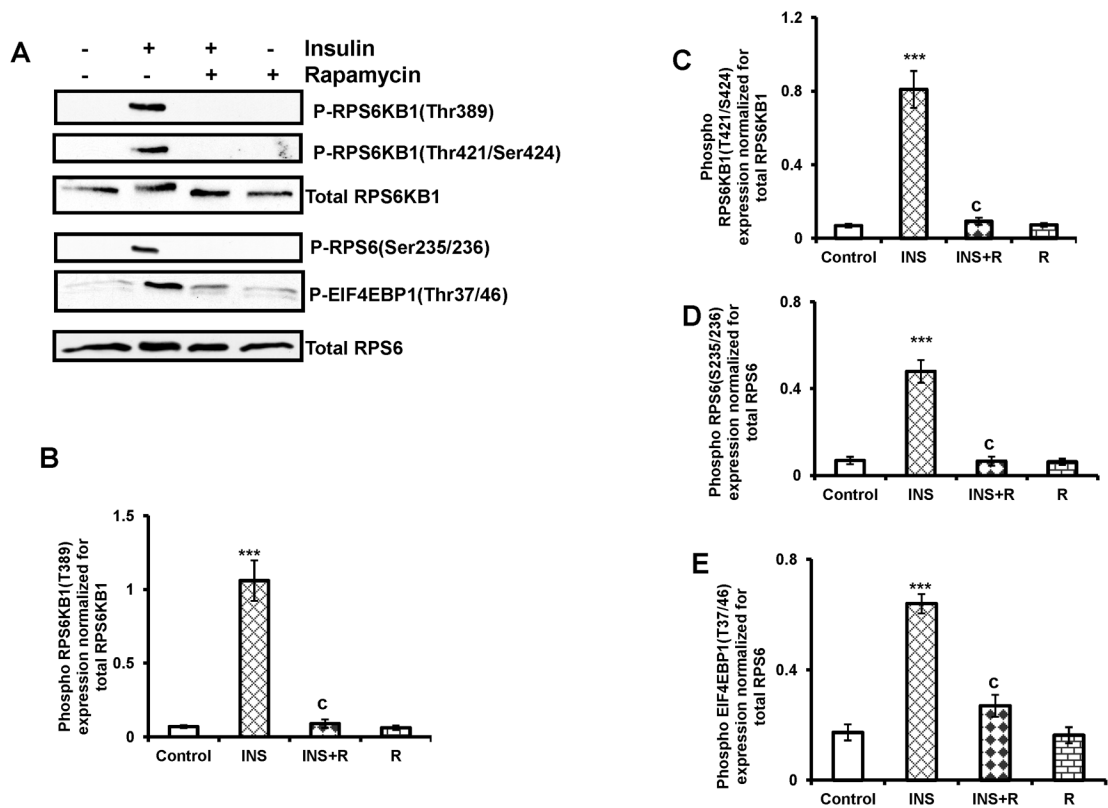 A
- + + - Insulin
- - + + Rapamycin
P-RPS6KB1(Thr389)
P-RPS6KB1(Thr421/Ser424)
Total RPS6KB1
P-RPS6(Ser235/236)
P-EIF4EBP1(Thr37/46)
Total RPS6
B
Phospho RPS6KB1(T389)
expression normalized for
total RPS6KB1
1.5
1
0.5
0
***
C
Control INS INS+R R
C
Phospho
RPS6KB1(T421/S424)
expression normalized for
total RPS6KB1
1.2
0.8
0.4
0
***
C
Control INS INS+R R
D
Phospho RPS6(S235/236)
expression normalized for
total RPS6
0.8
0.4
0
***
C
Control INS INS+R R
E
Phospho EIF4EBP1(T37/46)
expression normalized for
total RPS6
0.8
0.4
0
***
C
Control INS INS+R R